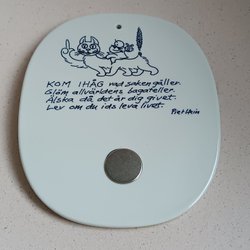 KOM IHÅG vad saken gäller.
Glöm allvärldens bagateller.
Älska då det är dig givet.
Lev om du ids leva livet.
Piet Hein